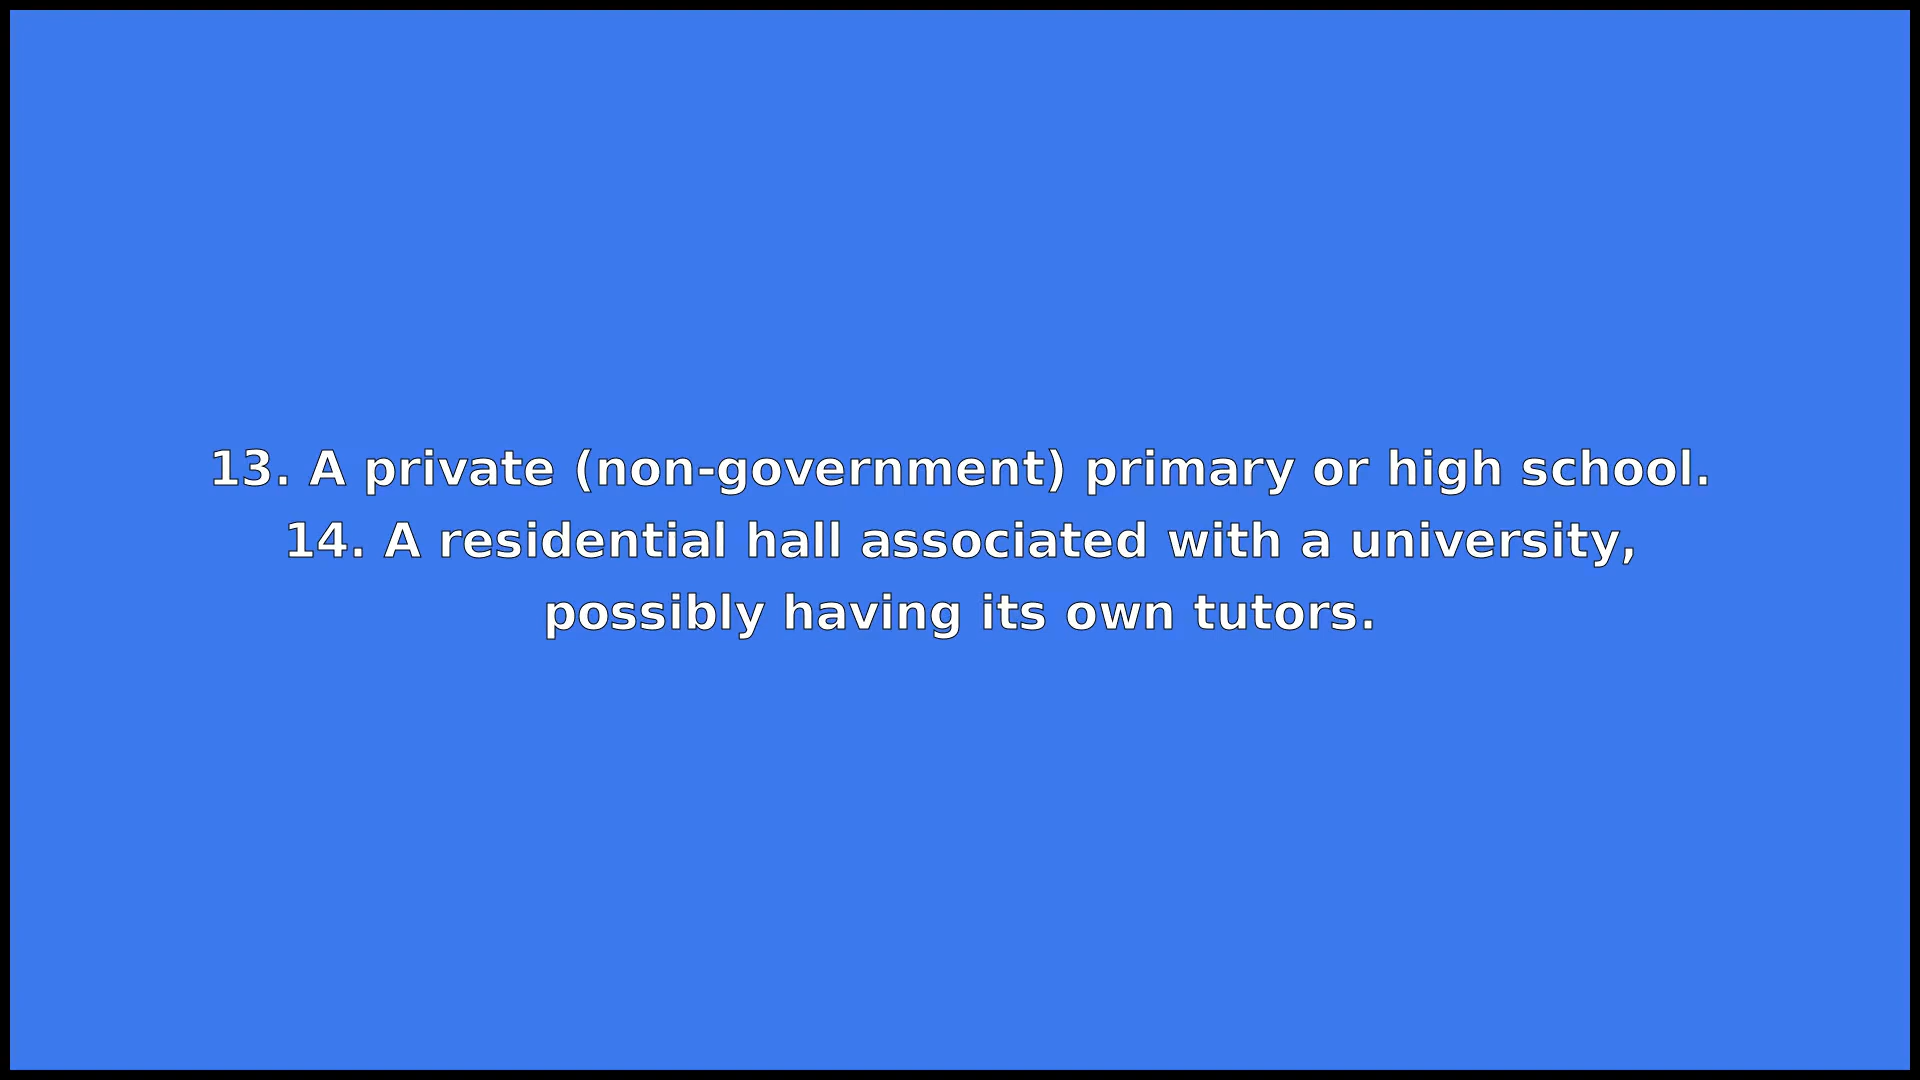 13. A private (non-government) primary or high school.
14. A residential hall associated with a university,
possibly having its own tutors.